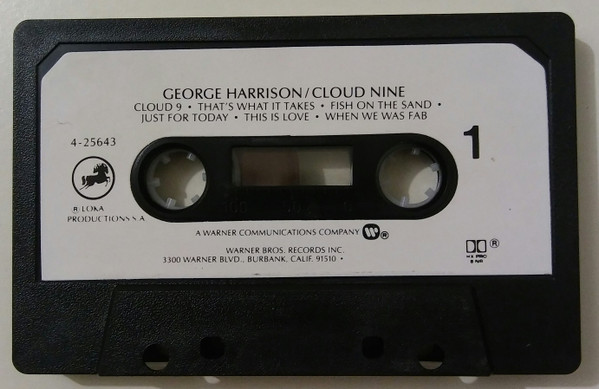 GEORGE HARRISON/CLOUD NINE
CLOUD 9 • THAT'S WHAT IT TAKES • FISH ON THE SAND •
JUST FOR TODAY • THIS IS LOVE • WHEN WE WAS FAB
4-25643
1
℗ LOKA
PRODUCTIONS S.A.
A WARNER COMMUNICATIONS COMPANY ®
WARNER BROS. RECORDS INC.
3300 WARNER BLVD., BURBANK, CALIF. 91510 •
®
HX PRO